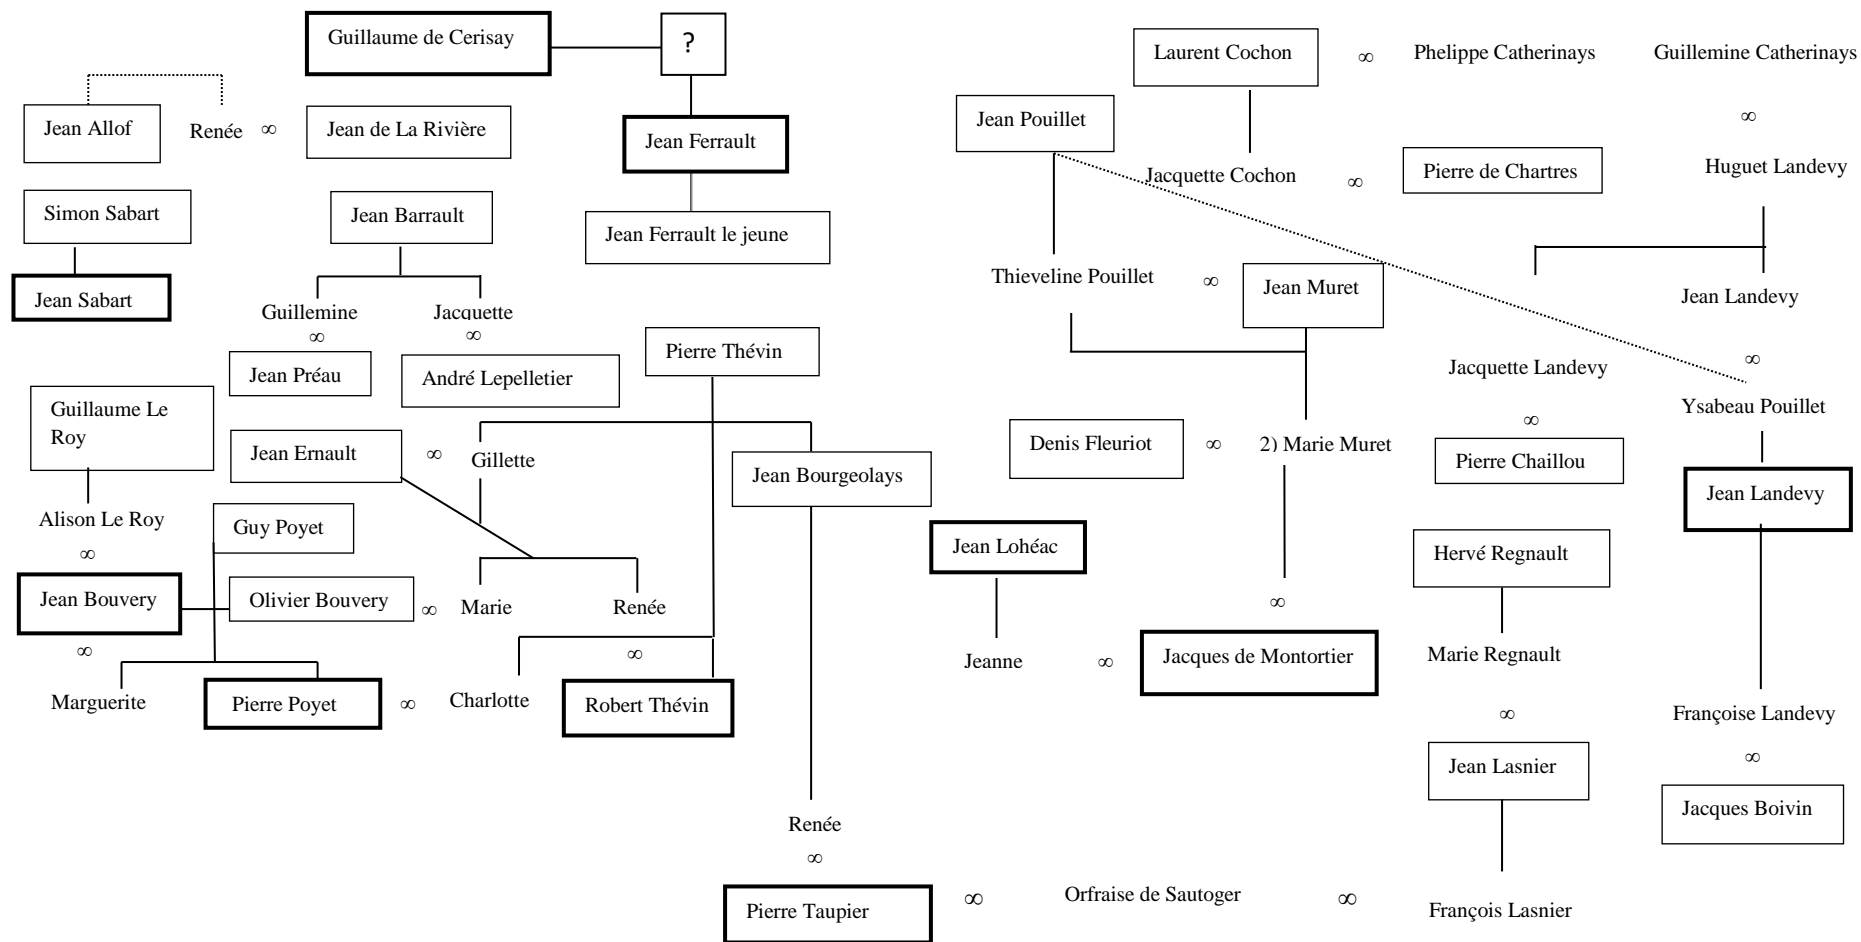 Guillaume de Cerisay
?
Laurent Cochon
∞
Phelippe Catherinays
Guillemine Catherinays
Jean Allof
Renée
∞
Jean de La Rivière
Jean Ferrault
Jean Pouillet
∞
Jacquette Cochon
∞
Pierre de Chartres
Huguet Landevy
Simon Sabart
Jean Barrault
Jean Ferrault le jeune
Jean Sabart
Guillemine
Jacquette
Thieveline Pouillet
∞
Jean Muret
Jean Landevy
∞
∞
Jean Préau
André Lepelletier
Pierre Thévin
Jacquette Landevy
∞
Guillaume Le
Roy
Ysabeau Pouillet
Jean Ernault
∞
Gillette
Jean Bourgeolays
Denis Fleuriot
∞
2) Marie Muret
∞
Pierre Chaillou
Jean Landevy
Alison Le Roy
Guy Poyet
∞
Jean Lohéac
Hervé Regnault
Jean Bouvery
Olivier Bouvery
∞
Marie
Renée
∞
∞
∞
Jeanne
∞
Jacques de Montortier
Marie Regnault
Marguerite
Pierre Poyet
∞
Charlotte
Robert Thévin
∞
Françoise Landevy
Jean Lasnier
∞
Jacques Boivin
Renée
∞
Pierre Taupier
∞
Orfraise de Sautoger
∞
François Lasnier